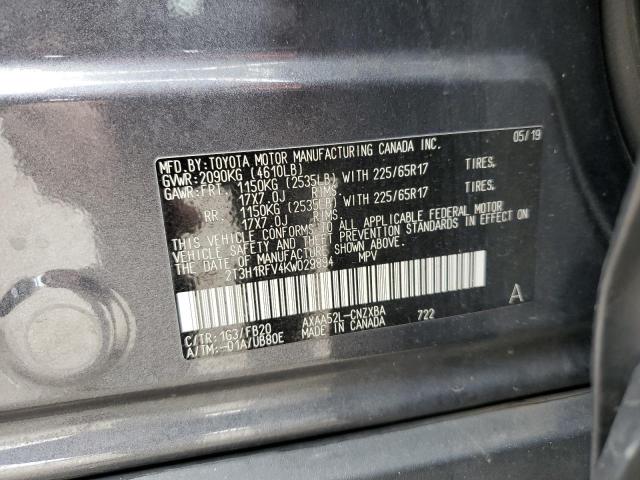 MFD.BY:TOYOTA MOTOR MANUFACTURING CANADA INC. 05/19
GVWR:2090KG (4610LB)
GAWR:FRT 1150KG (2535LB) WITH 225/65R17 TIRES.
17X7.0J RIMS
RR 1150KG (2535LB) WITH 225/65R17 TIRES.
17X7.0J RIMS.
THIS VEHICLE CONFORMS TO ALL APPLICABLE FEDERAL MOTOR
VEHICLE SAFETY AND THEFT PREVENTION STANDARDS IN EFFECT ON
THE DATE OF MANUFACTURE SHOWN ABOVE.
2T3H1RFV4KW029894 MPV
A
C/TR:1G3/FB20 AXAA52L-CNZXBA 722
A/TM:-01A/UB80E MADE IN CANADA